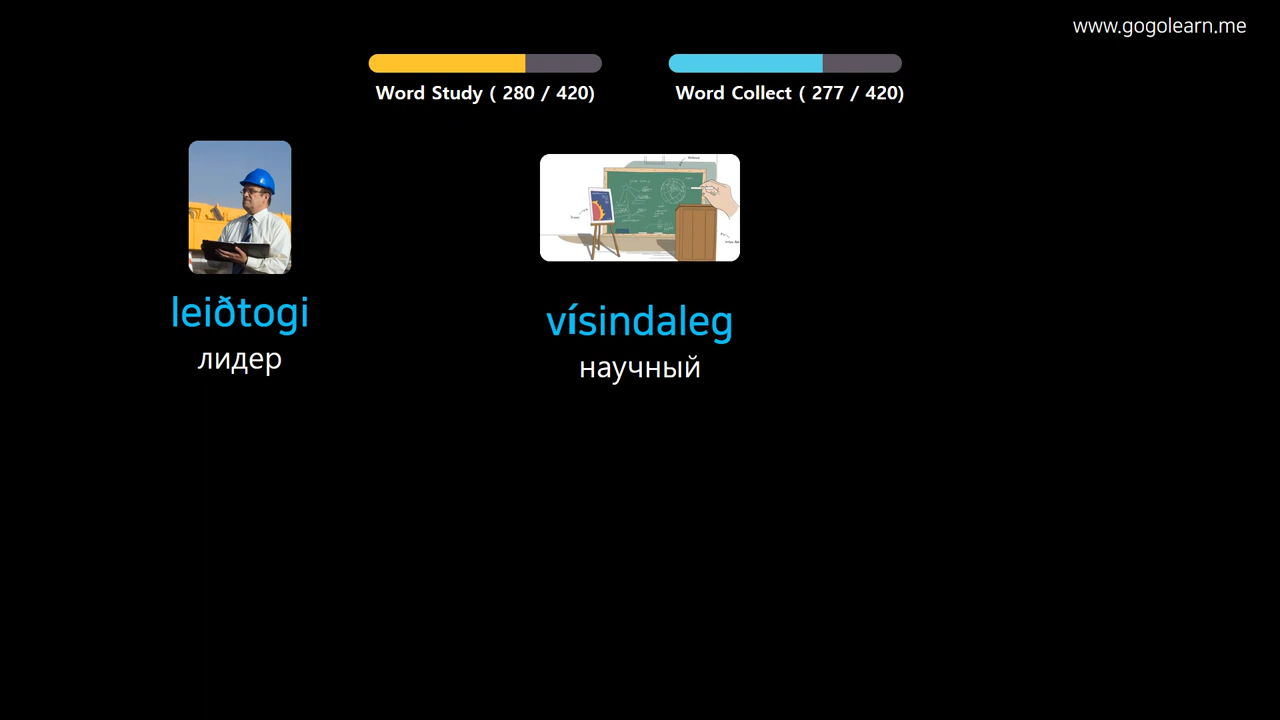 www.gogolearn.me
Word Study ( 280 / 420)
Word Collect ( 277 / 420)
leiðtogi
лидер
vísindaleg
научный